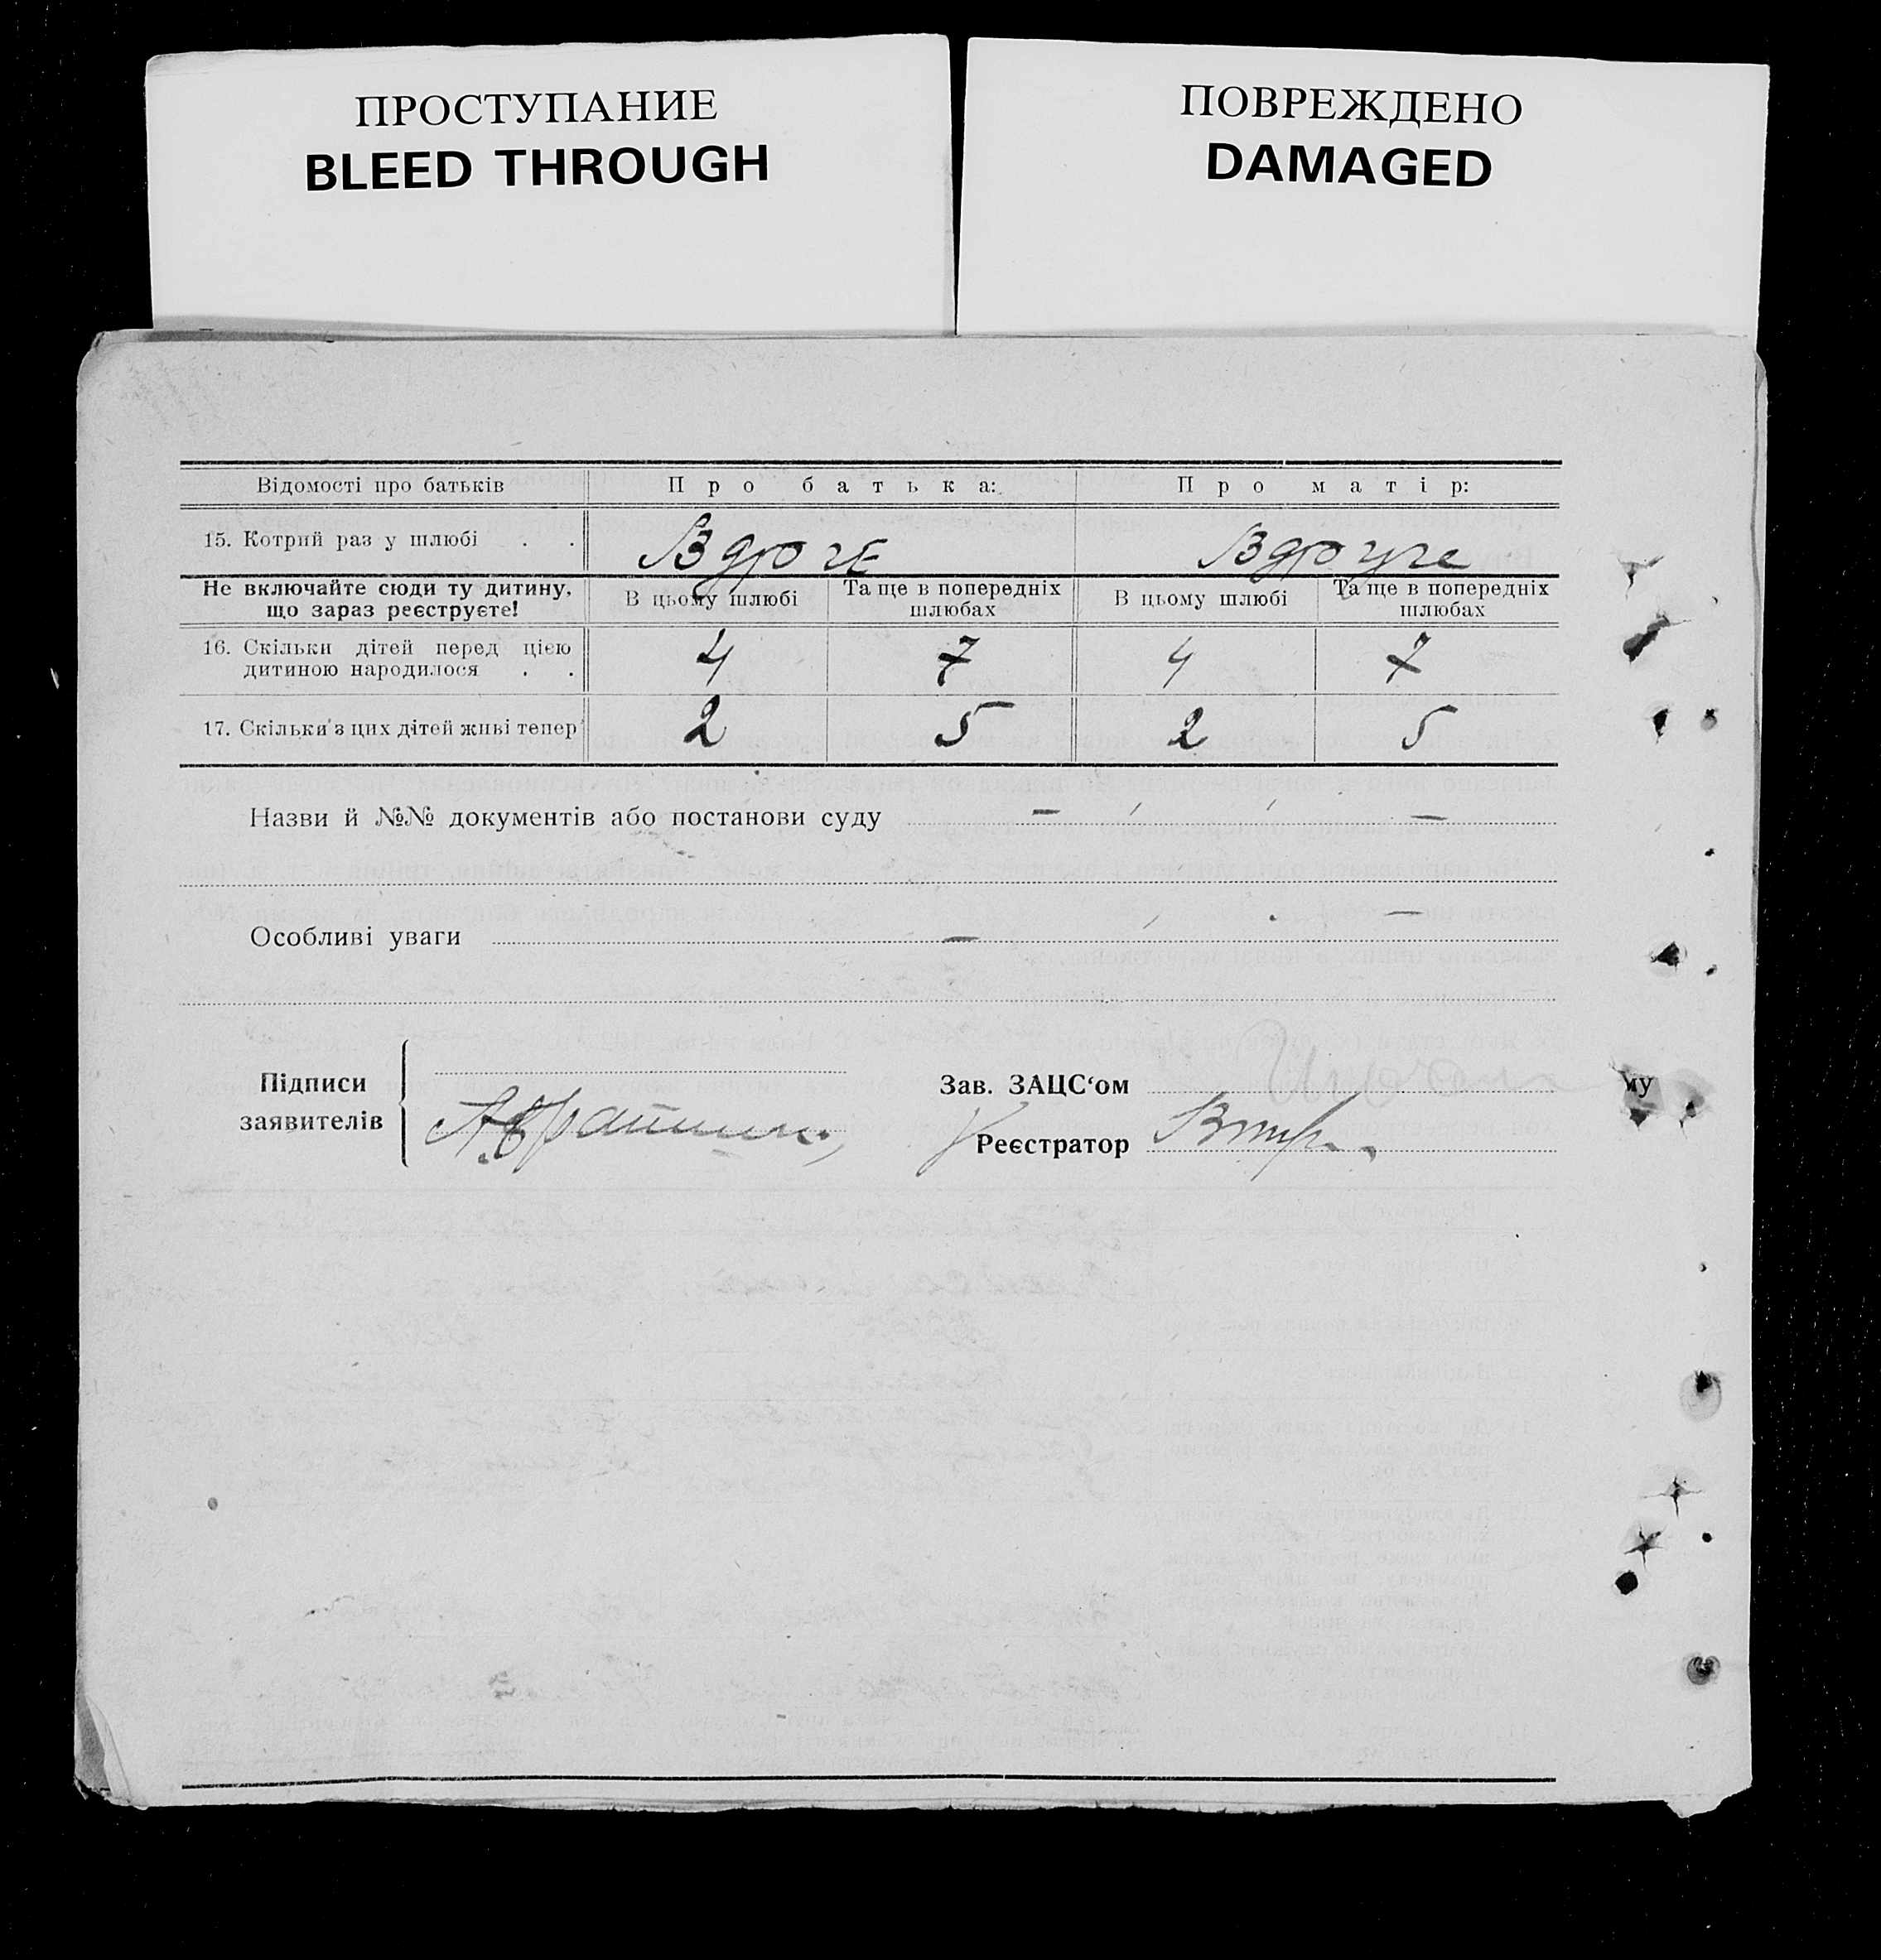 ПРОСТУПАНИЕ
BLEED THROUGH
ПОВРЕЖДЕНО
DAMAGED
Відомості про батьків Про батька: Про матір:
15. Котрий раз у шлюбі . . Вдруге Вдруге
Не включайте сюди ту дитину, що зараз реєструєте!
В цьому шлюбі Та ще в попередніх шлюбах В цьому шлюбі Та ще в попередніх шлюбах
16. Скільки дітей перед цією
дитиною народилося . . 4 7 4 7
17. Скільки з цих дітей живі тепер 2 5 2 5
Назви й №№ документів або постанови суду — —
Особливі уваги — —
Підписи
заявителів
Зав. ЗАЦС‘ом
Реєстратор